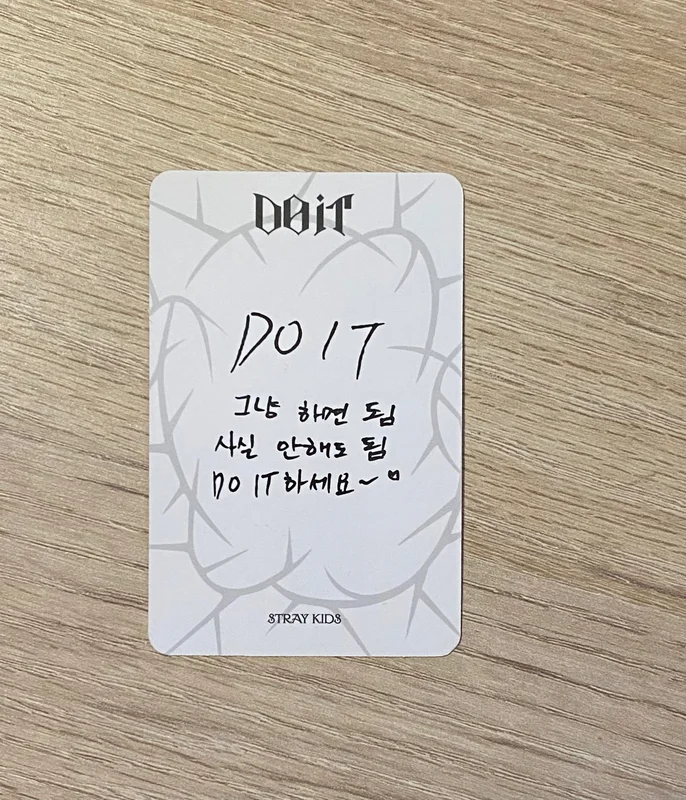 DO iT
DO IT
그냥 하면 됨
사실 안해도 됨
DO IT 하세요~
STRAY KIDS